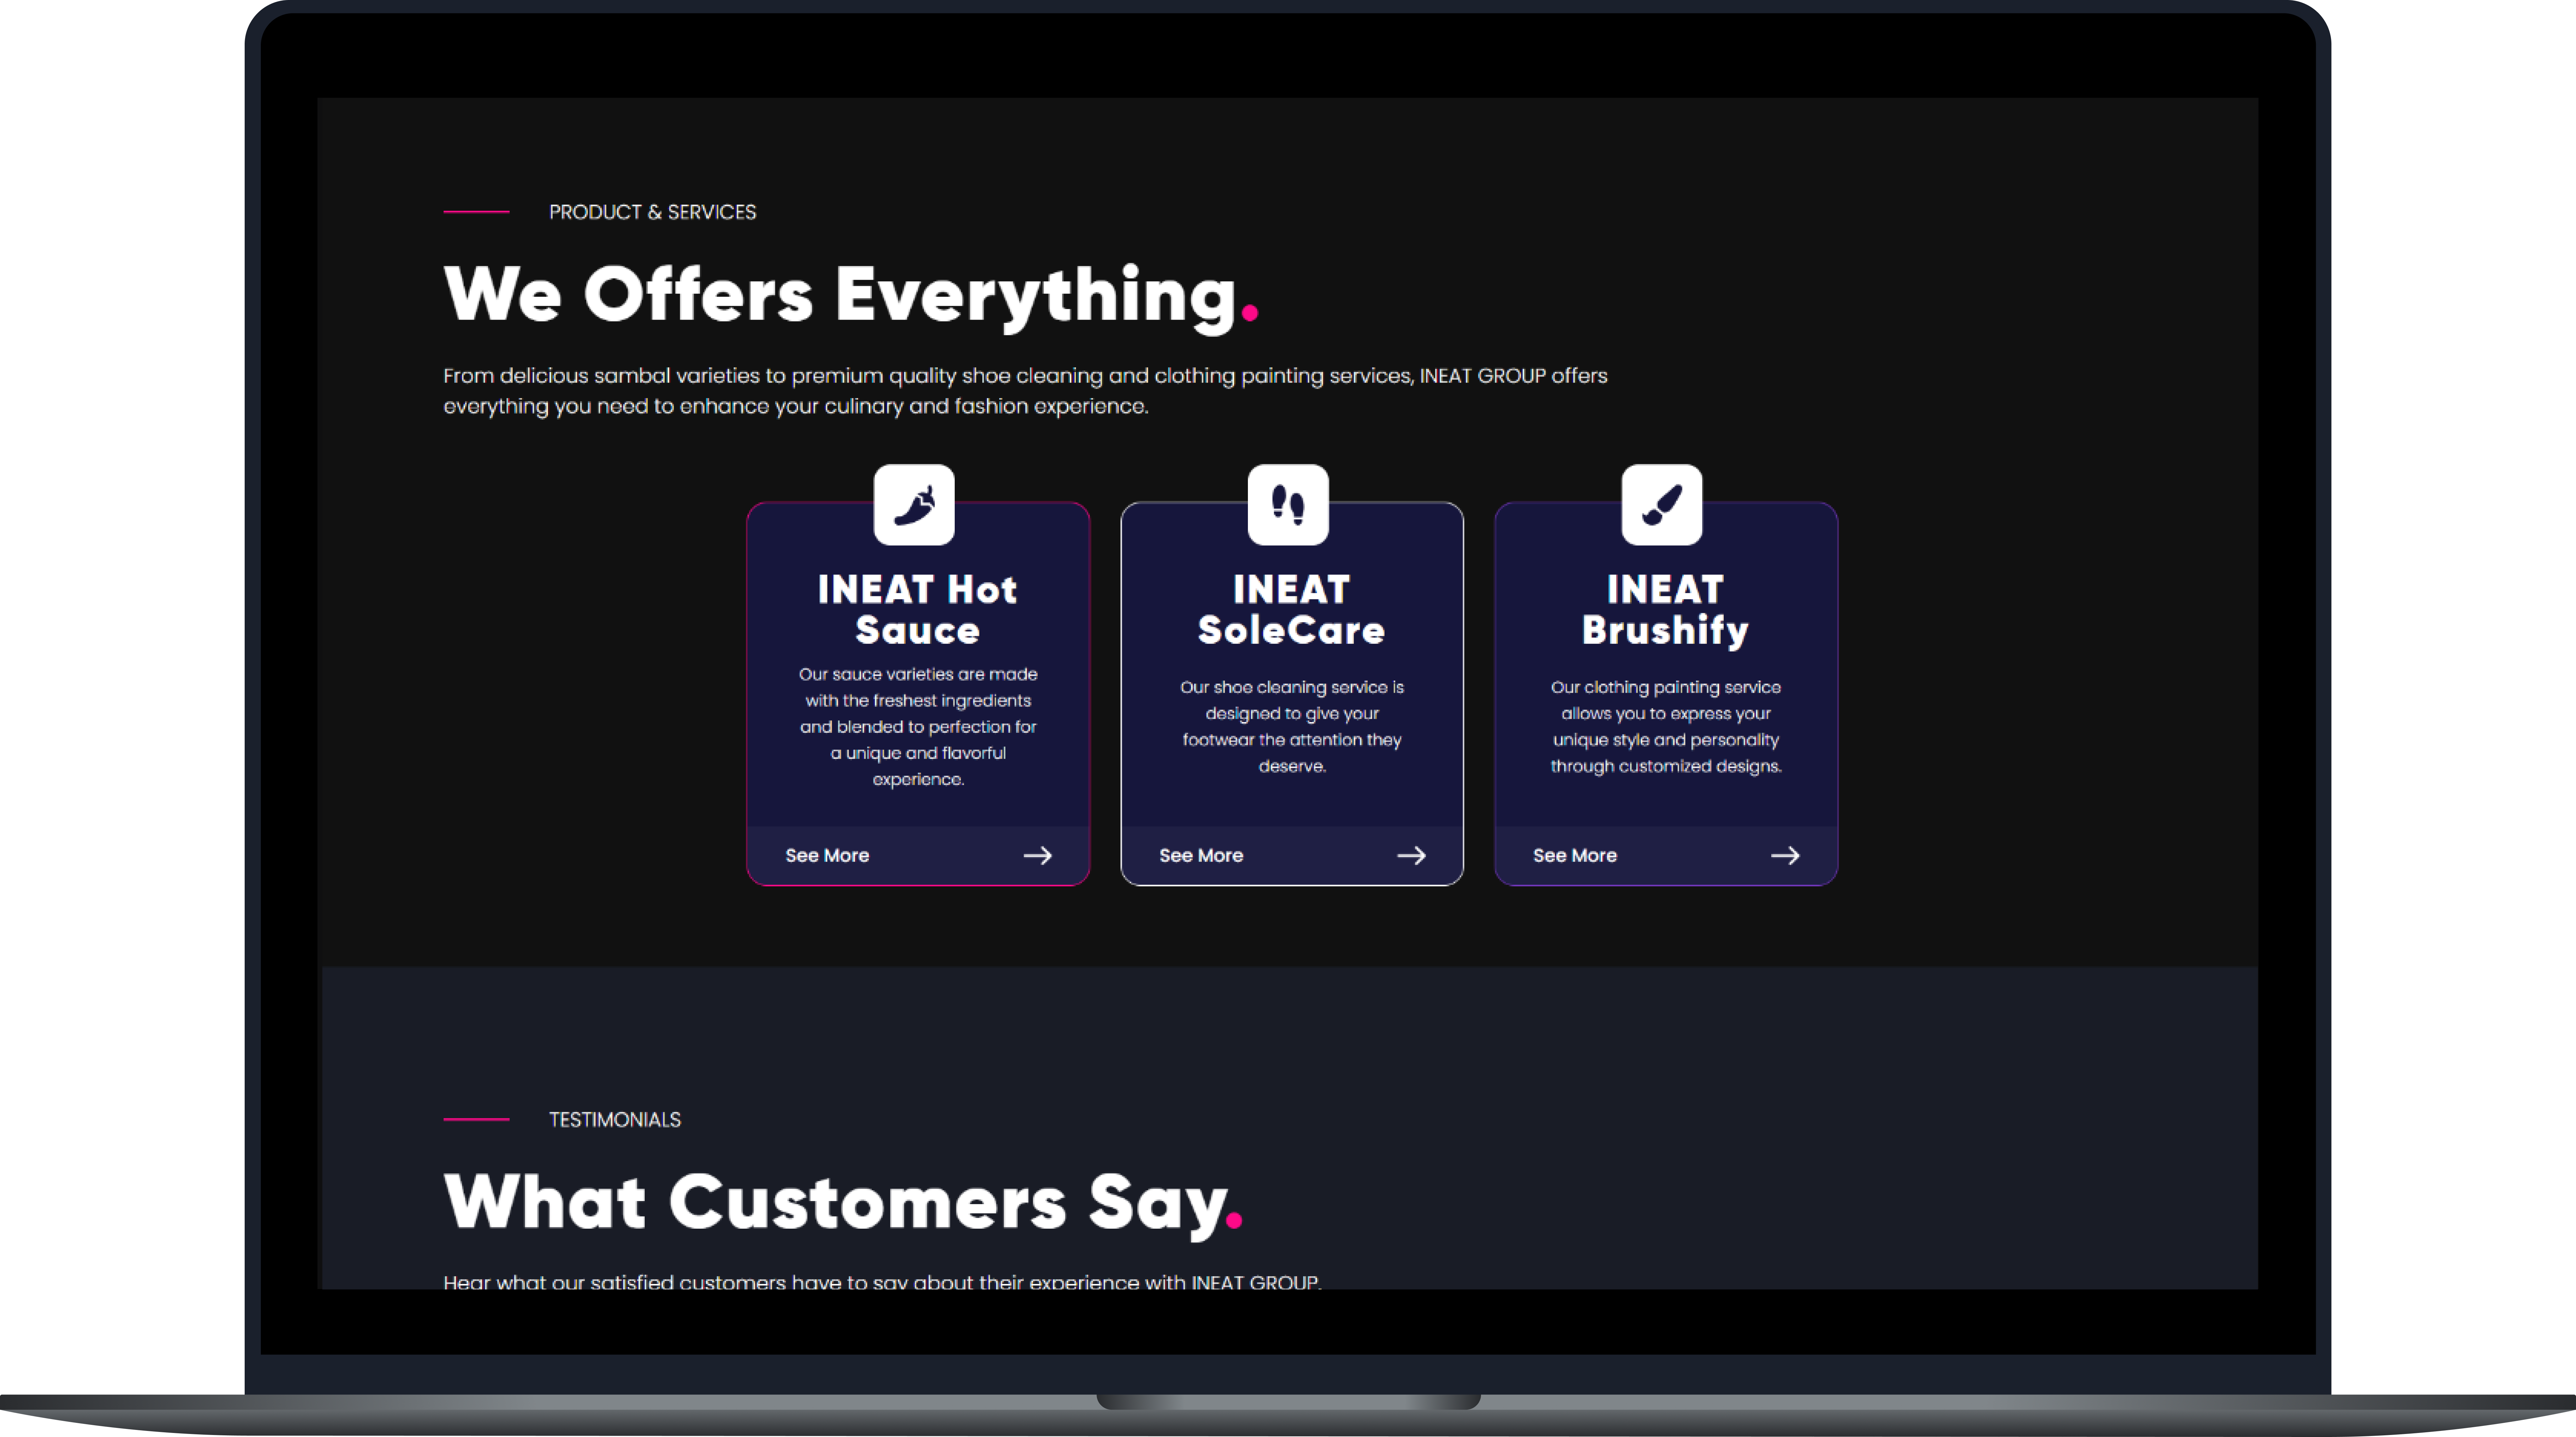 PRODUCT & SERVICES
We Offers Everything.
From delicious sambal varieties to premium quality shoe cleaning and clothing painting services, INEAT GROUP offers
everything you need to enhance your culinary and fashion experience.
INEAT Hot
Sauce
Our sauce varieties are made
with the freshest ingredients
and blended to perfection for
a unique and flavorful
experience.
See More
INEAT
SoleCare
Our shoe cleaning service is
designed to give your
footwear the attention they
deserve.
See More
INEAT
Brushify
Our clothing painting service
allows you to express your
unique style and personality
through customized designs.
See More
TESTIMONIALS
What Customers Say.
Hear what our satisfied customers have to say about their experience with INEAT GROUP.